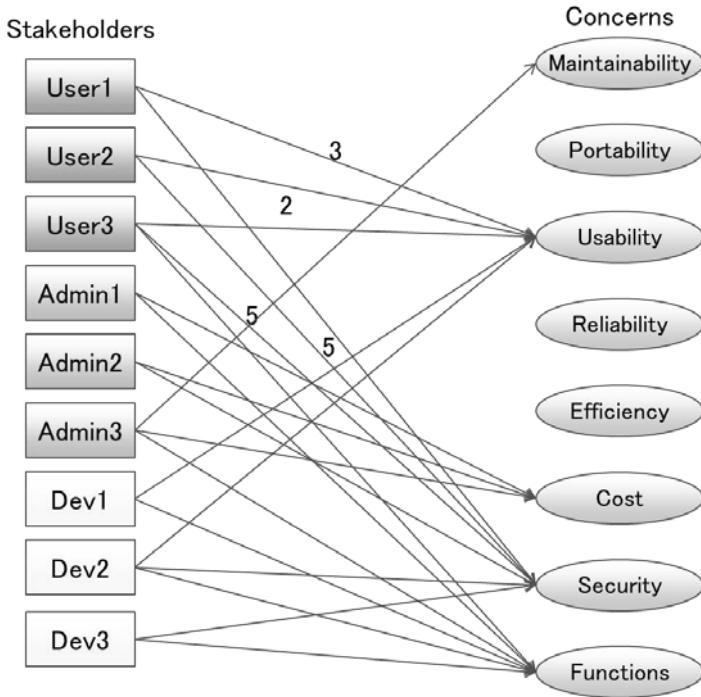 Stakeholders
User1
User2
User3
Admin1
Admin2
Admin3
Dev1
Dev2
Dev3
3
2
5
5
Concerns
Maintainability
Portability
Usability
Reliability
Efficiency
Cost
Security
Functions